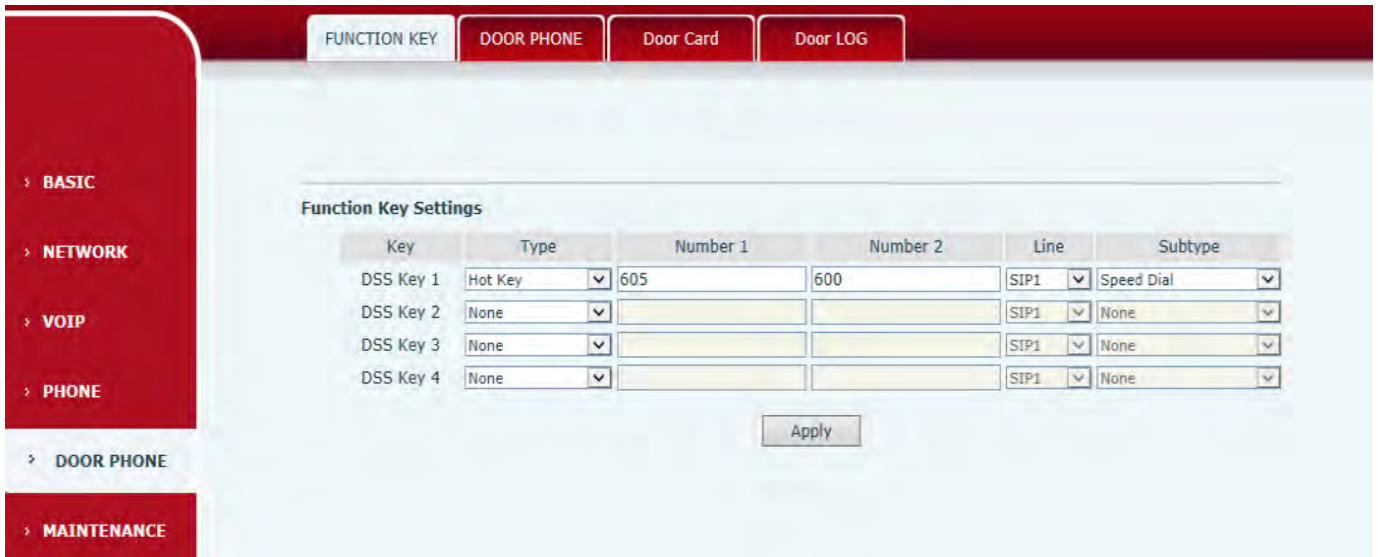 FUNCTION KEY DOOR PHONE Door Card Door LOG
› BASIC
› NETWORK
› VOIP
› PHONE
› DOOR PHONE
› MAINTENANCE
Function Key Settings
Key Type Number 1 Number 2 Line Subtype
DSS Key 1 Hot Key 605 600 SIP1 Speed Dial
DSS Key 2 None SIP1 None
DSS Key 3 None SIP1 None
DSS Key 4 None SIP1 None
Apply